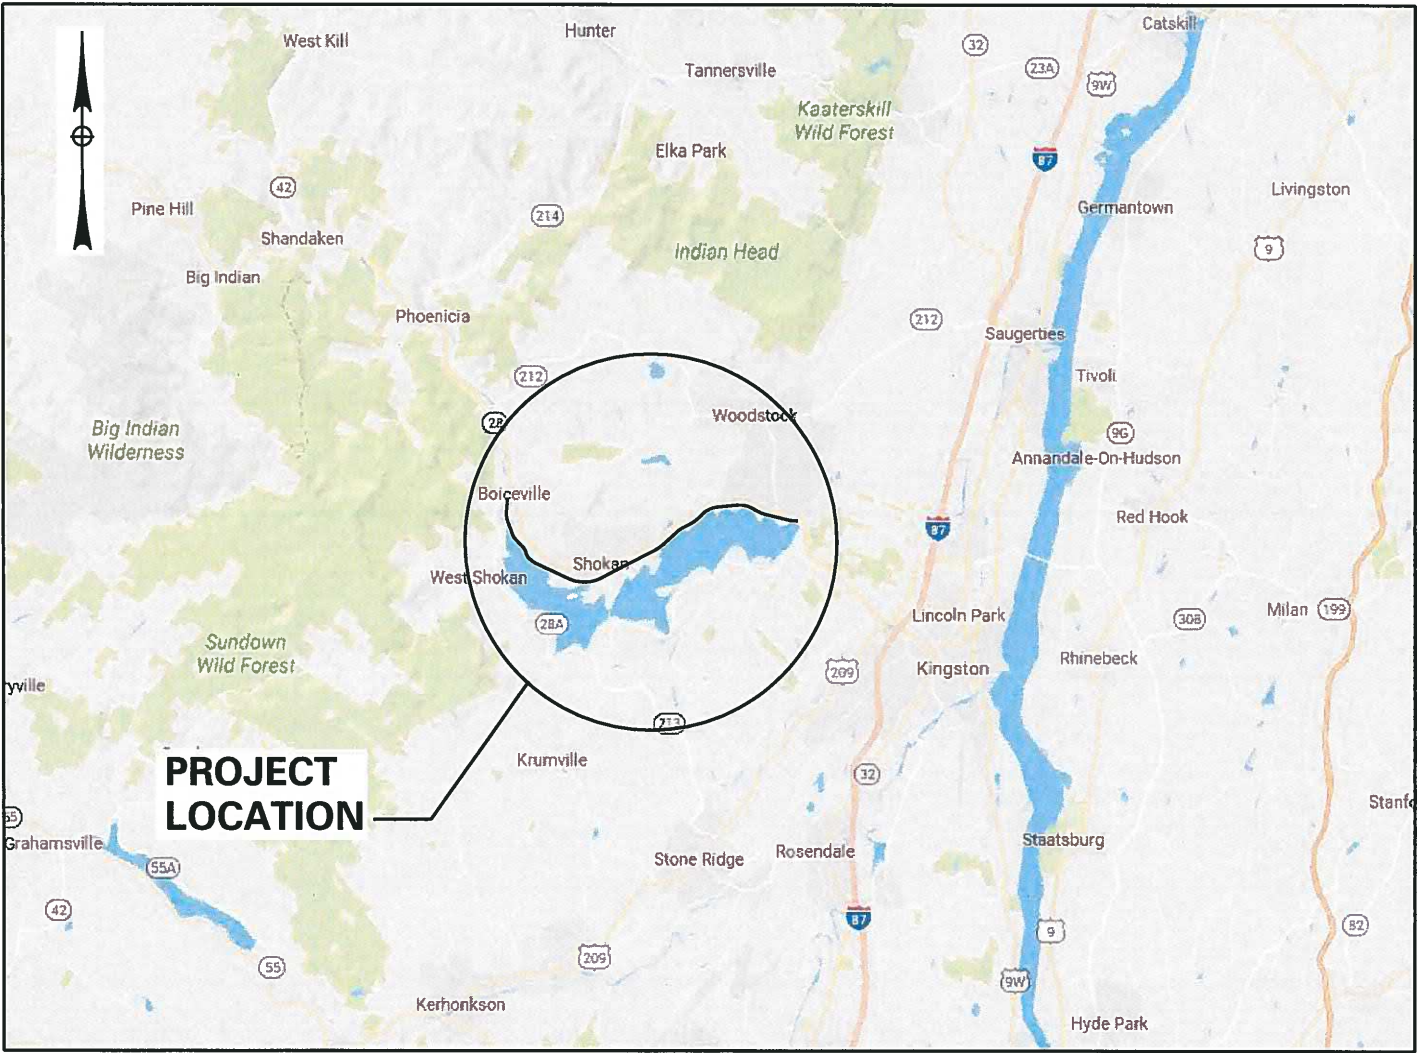 Catskill
West Kill
Hunter
32
23A
9W
Tannersville
Kaaterskill
Wild Forest
Elka Park
87
42
Livingston
Pine Hill
214
Germantown
Shandaken
Indian Head
9
Big Indian
Phoenicia
212
Saugerties
212
Tivoli
Woodstock
28
Big Indian
Wilderness
9G
Annandale-On-Hudson
Boiceville
Red Hook
87
Shokan
West Shokan
28A
Lincoln Park
308
Milan
199
Sundown
Wild Forest
Rhinebeck
Kingston
209
yville
213
Krumville
PROJECT
LOCATION
32
Stanfo
55
Grahamsville
Staatsburg
Rosendale
Stone Ridge
55A
42
87
82
9
209
55
9W
Kerhonkson
Hyde Park